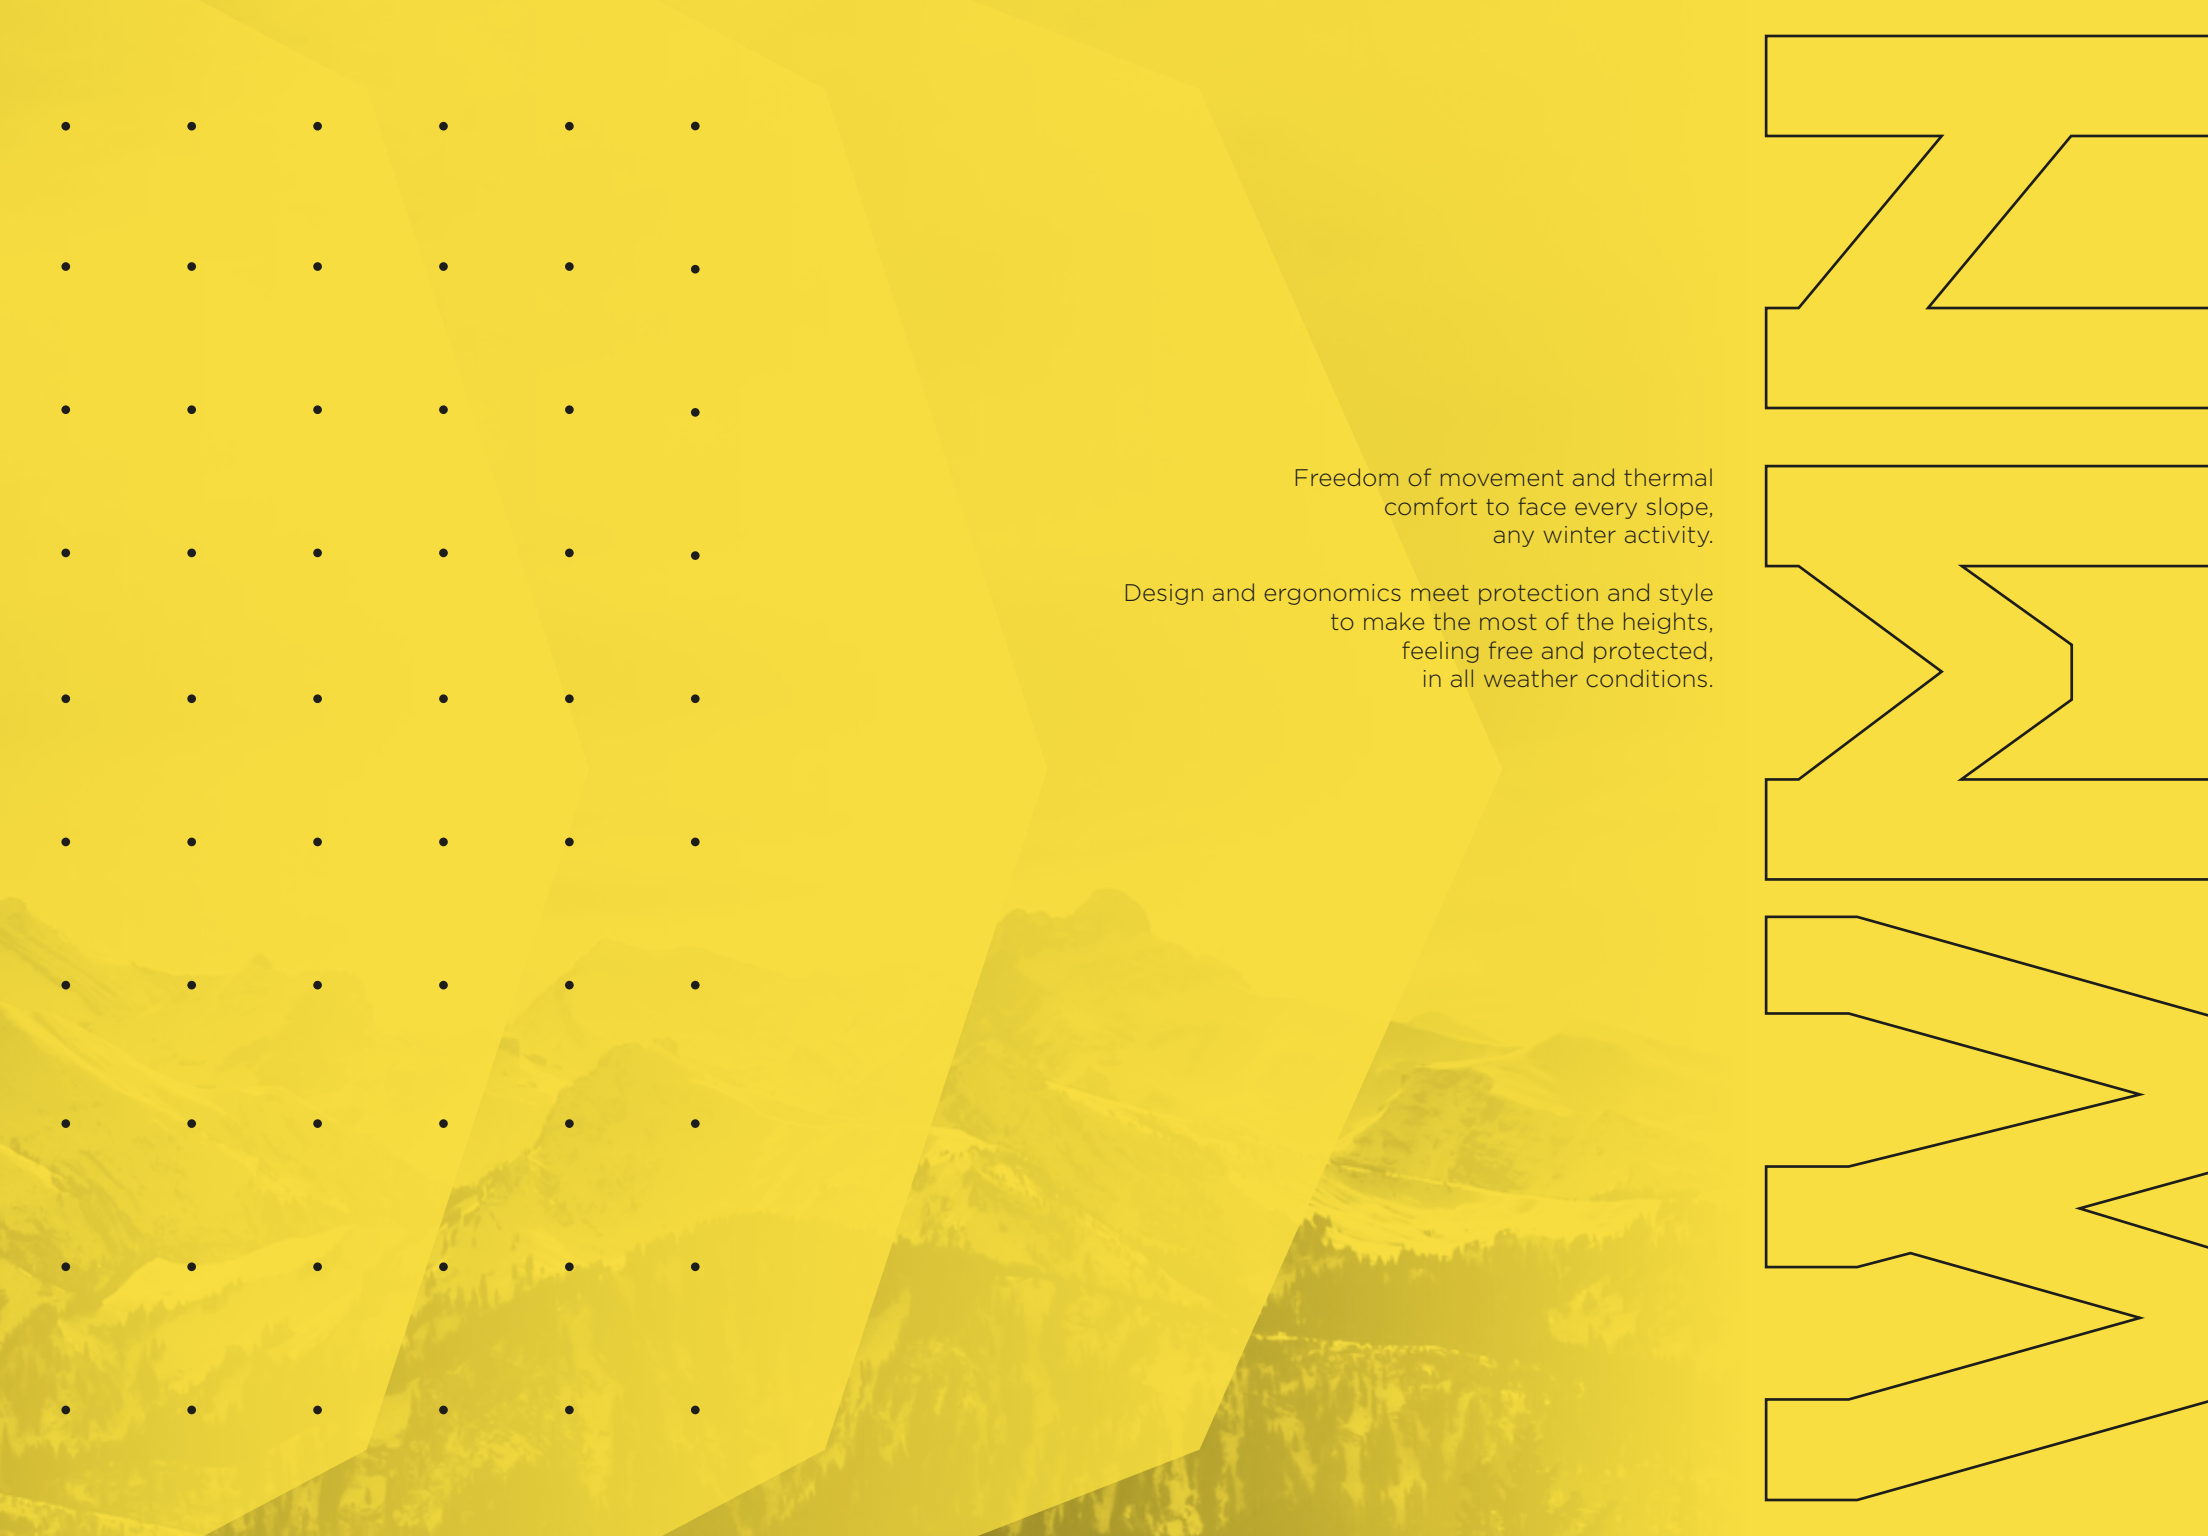 Freedom of movement and thermal
comfort to face every slope,
any winter activity.
Design and ergonomics meet protection and style
to make the most of the heights,
feeling free and protected,
in all weather conditions.
WMN